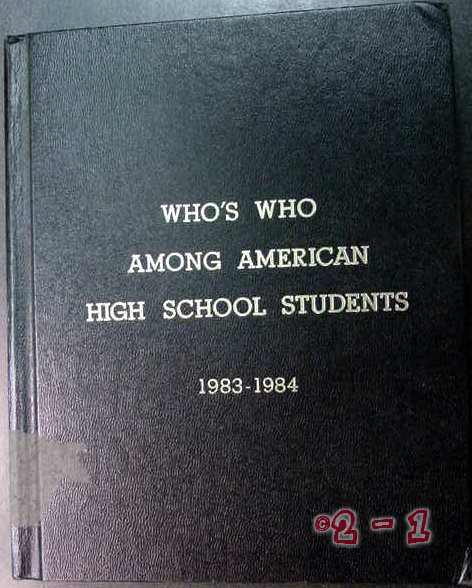 WHO'S WHO
AMONG AMERICAN
HIGH SCHOOL STUDENTS
1983-1984
©2 - 1